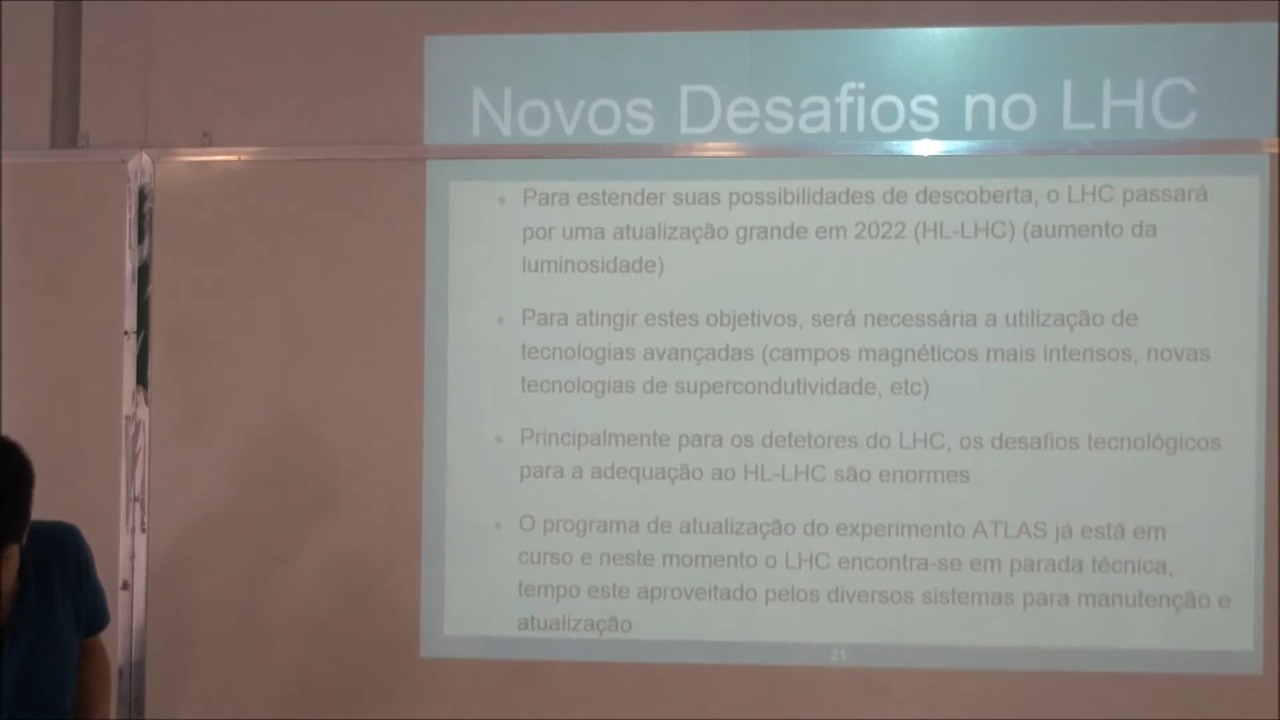 Novos Desafios no LHC
Para estender suas possibilidades de descoberta, o LHC passará
por uma atualização grande em 2022 (HL-LHC) (aumento da
luminosidade)
Para atingir estes objetivos, será necessária a utilização de
tecnologias avançadas (campos magnéticos mais intensos, novas
tecnologias de supercondutividade, etc)
Principalmente para os detetores do LHC, os desafios tecnológicos
para a adequação ao HL-LHC são enormes
O programa de atualização do experimento ATLAS já está em
curso e neste momento o LHC encontra-se em parada técnica,
tempo este aproveitado pelos diversos sistemas para manutenção e
atualização
21